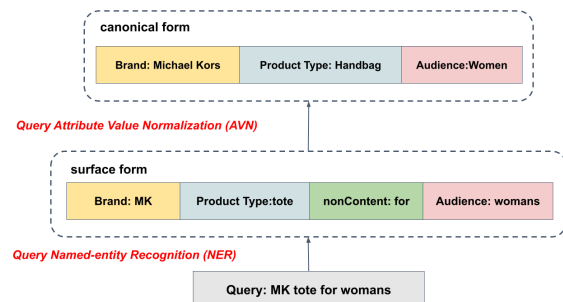 canonical form
Brand: Michael Kors Product Type: Handbag Audience:Women
Query Attribute Value Normalization (AVN)
surface form
Brand: MK Product Type:tote nonContent: for Audience: womans
Query Named-entity Recognition (NER)
Query: MK tote for womans